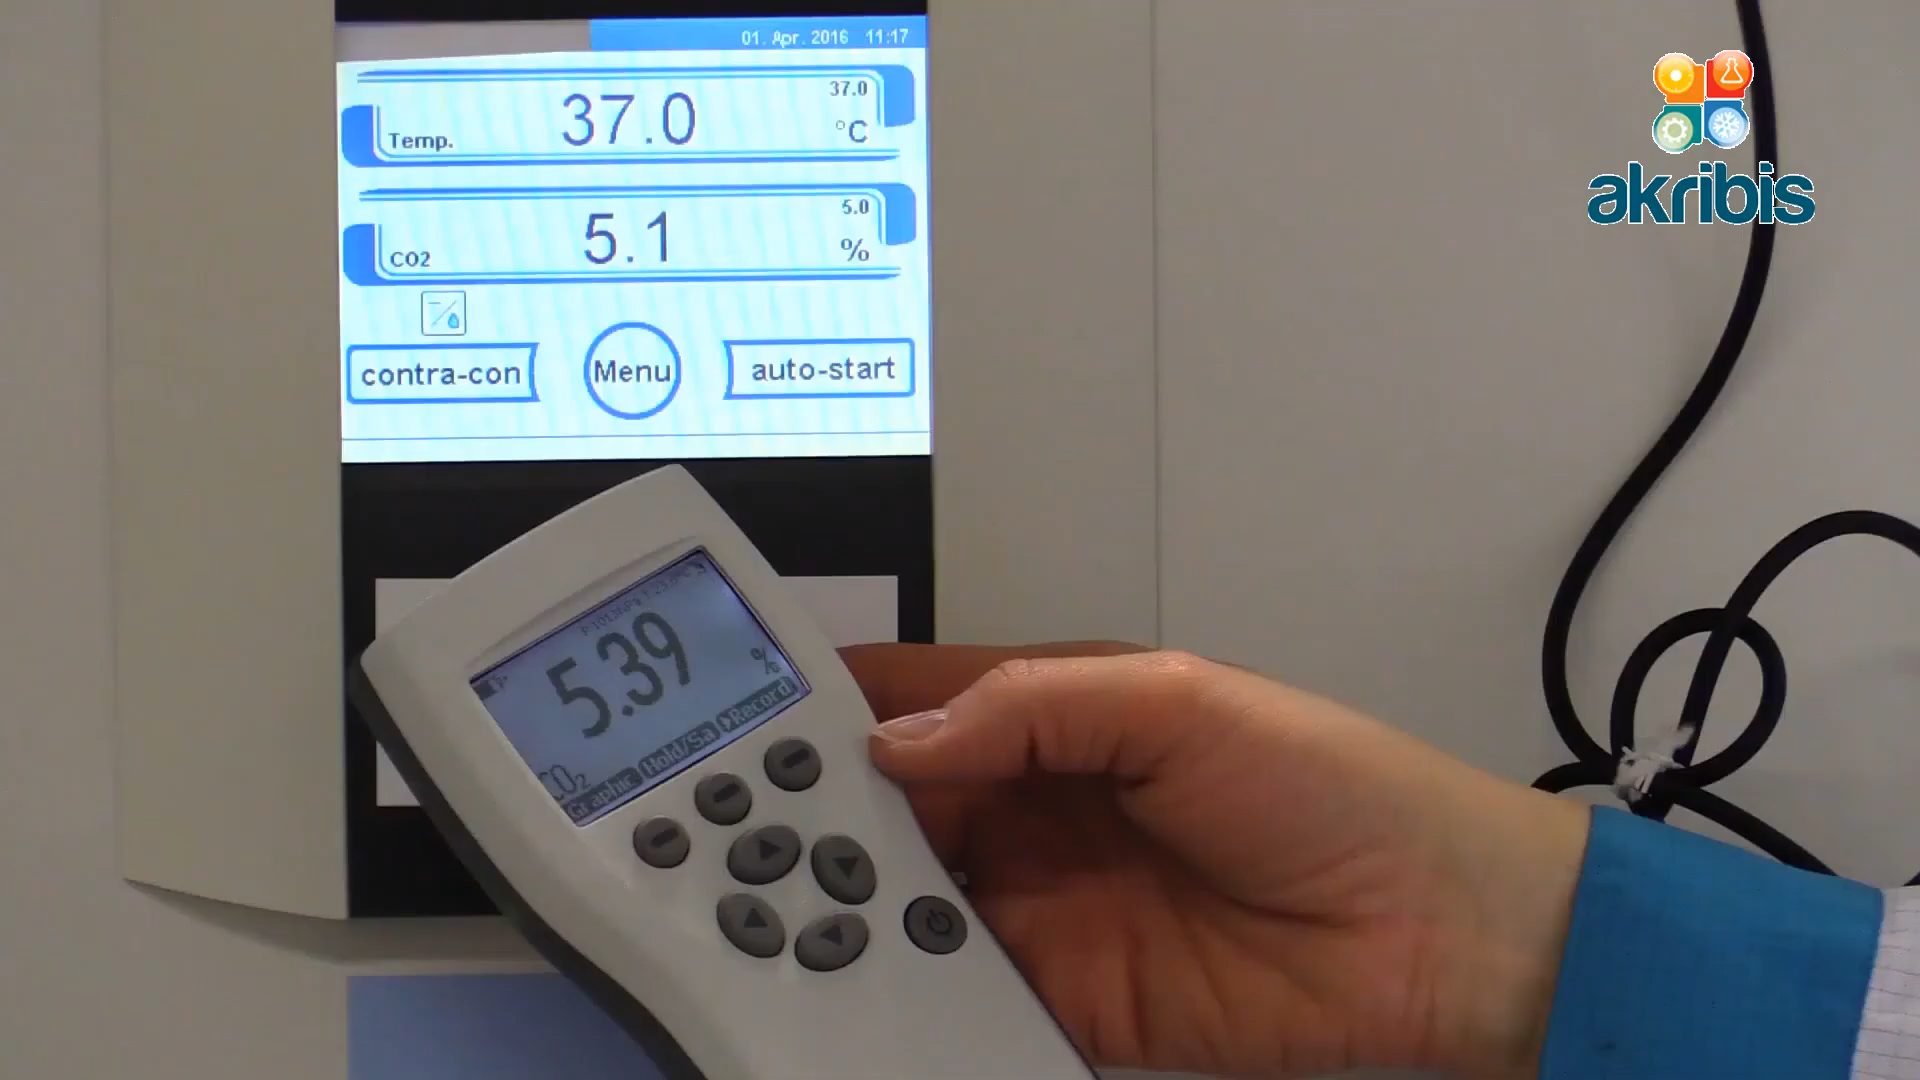 01. Apr. 2016 11:17
37.0
37.0
°C
Temp.
5.0
5.1
%
CO2
contra-con
Menu
auto-start
akribis
5.39
%
CO₂
Graphic
Hold/Sa
Record